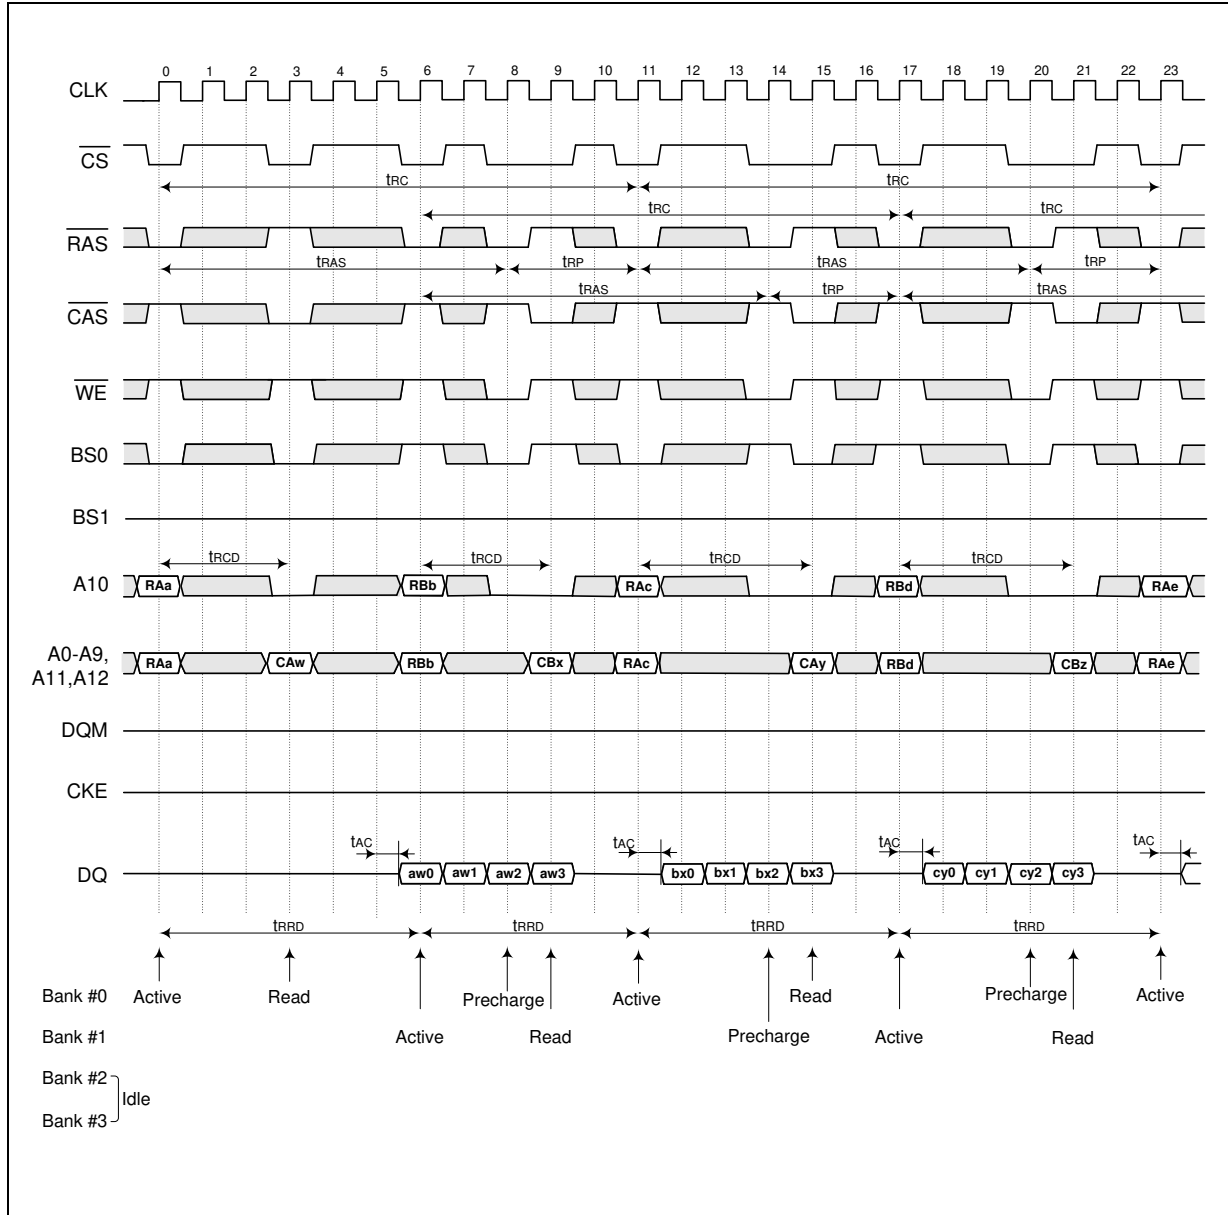 0 1 2 3 4 5 6 7 8 9 10 11 12 13 14 15 16 17 18 19 20 21 22 23
CLK
CS
tRC tRC
tRC tRC
RAS
tRAS tRP tRAS tRP
tRAS tRP tRAS
CAS
WE
BS0
BS1
tRCD tRCD tRCD tRCD
A10 RAa RBb RAc RBd RAe
A0-A9,
A11,A12
RAa CAw RBb CBx RAc CAy RBd CBz RAe
DQM
CKE
tAC tAC tAC tAC
DQ aw0 aw1 aw2 aw3 bx0 bx1 bx2 bx3 cy0 cy1 cy2 cy3
tRRD tRRD tRRD tRRD
Bank #0 Active Read Precharge Active Read Precharge Active
Bank #1 Active Read Precharge Active Read
Bank #2
Idle
Bank #3